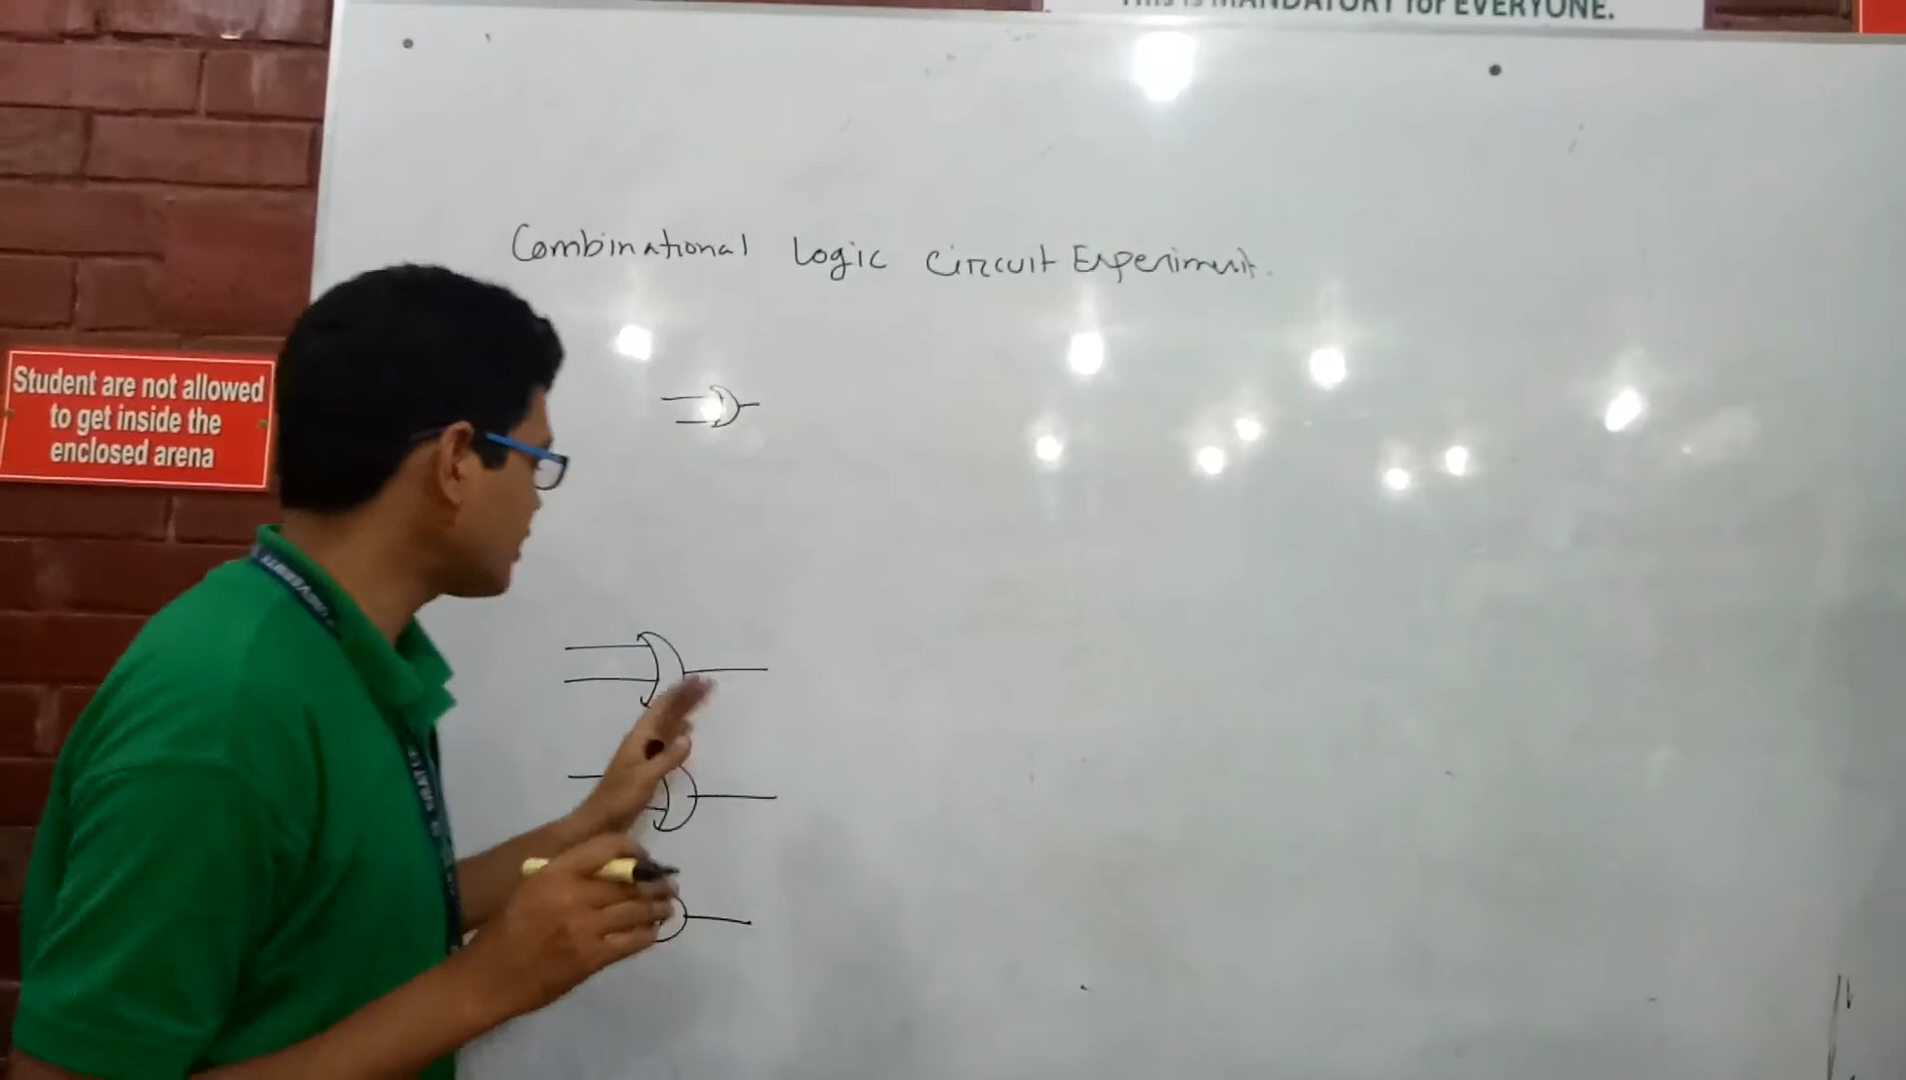 This is MANDATORY for EVERYONE.
Combinational Logic Circuit Experiment.
Student are not allowed
to get inside the
enclosed arena